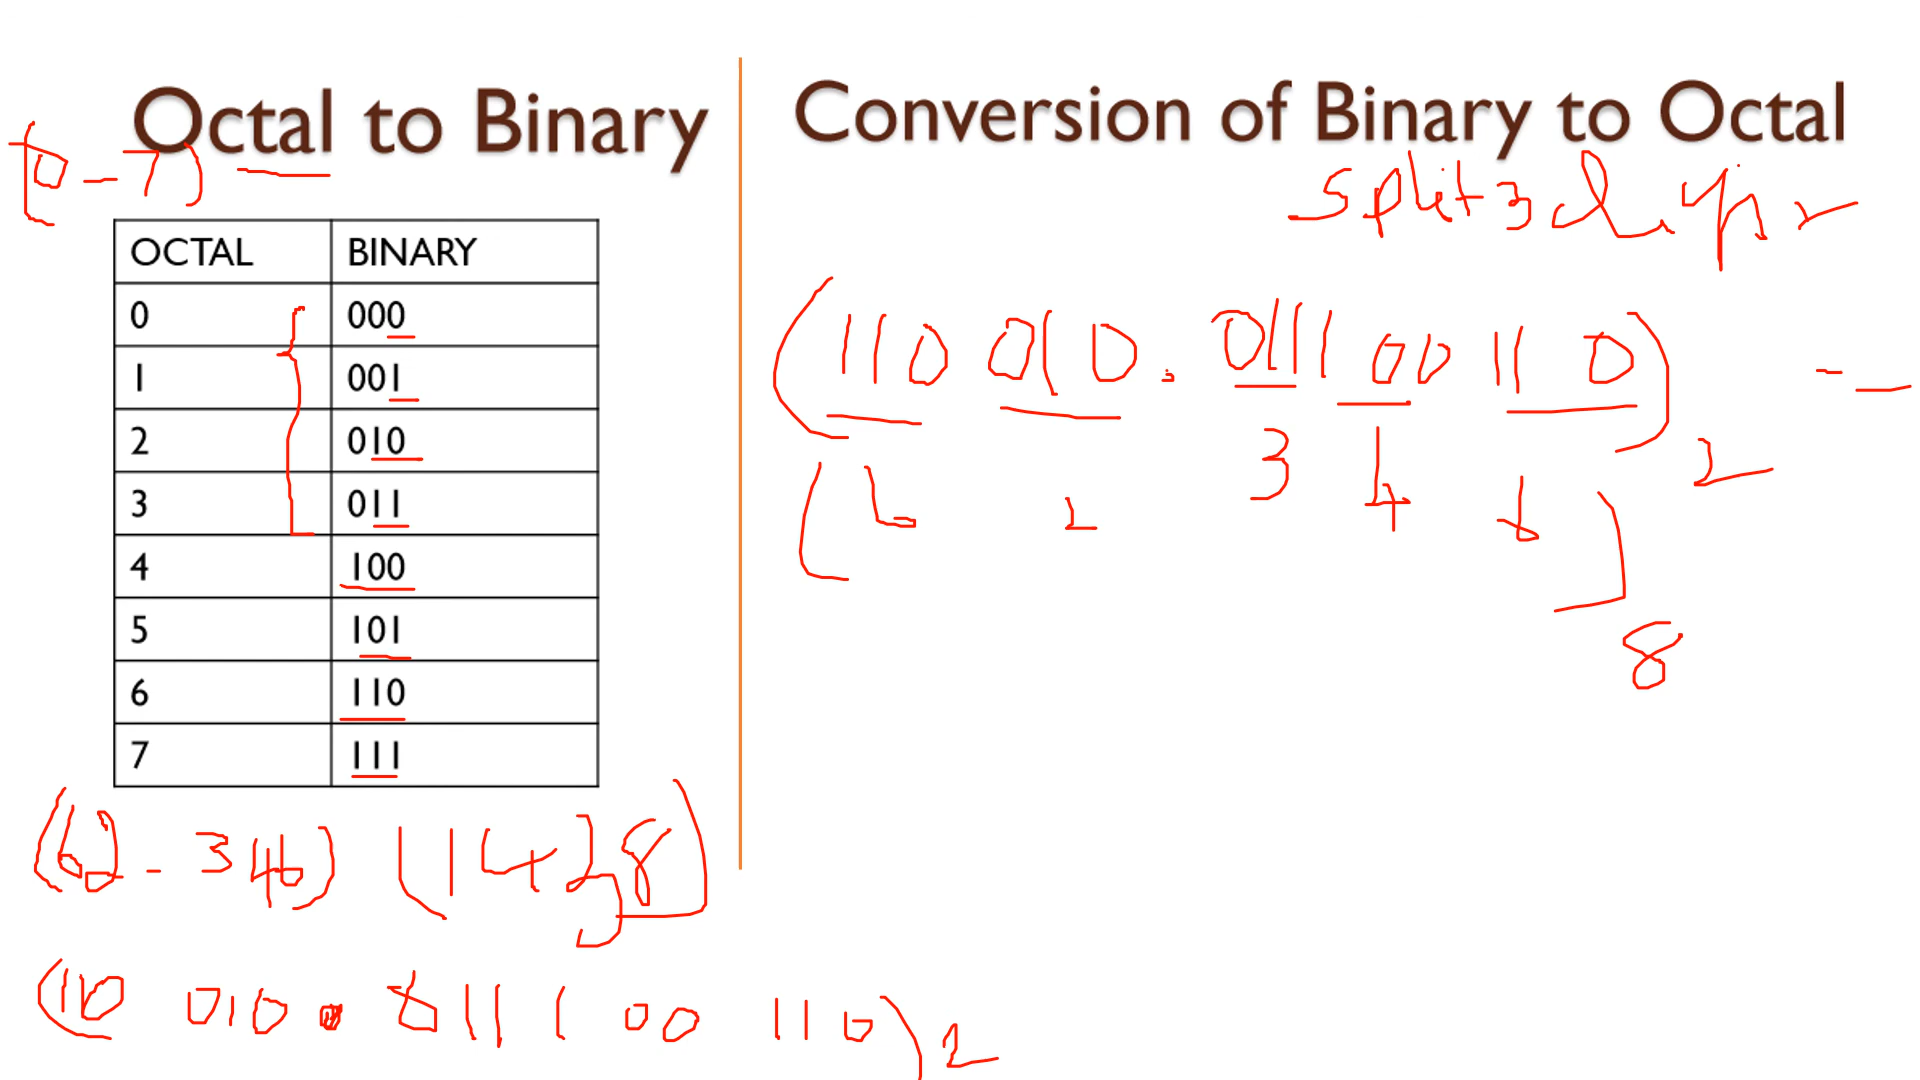 Octal to Binary
(0-7)
OCTAL BINARY
0 000
1 001
2 010
3 011
4 100
5 101
6 110
7 111
(62.346) (1423)8
(110 010 . 011 100 110)2
Conversion of Binary to Octal
split 3
(110 010 . 011 100 110)2
(6 2 3 4 6)8